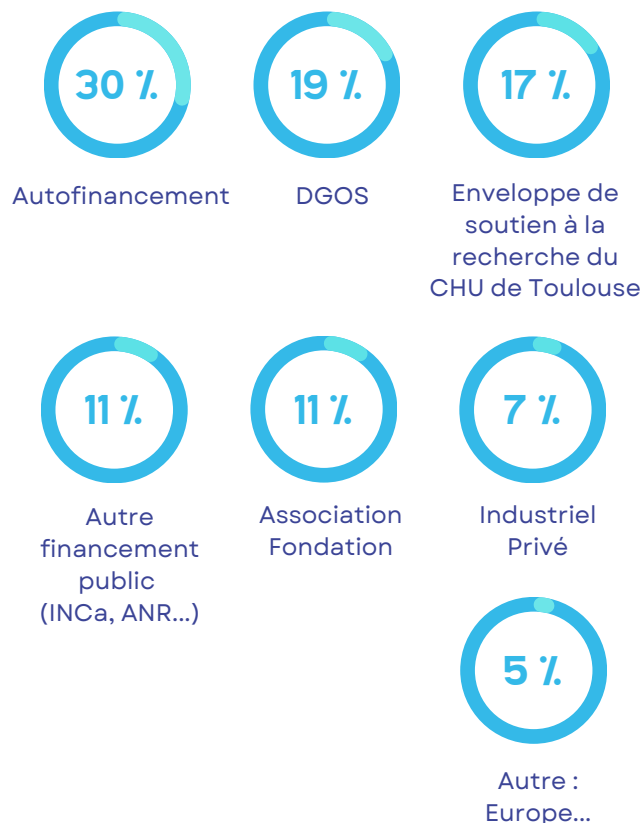 30 %
Autofinancement
19 %
DGOS
17 %
Enveloppe de
soutien à la
recherche du
CHU de Toulouse
11 %
Autre
financement
public
(INCa, ANR...)
11 %
Association
Fondation
7 %
Industriel
Privé
5 %
Autre :
Europe...